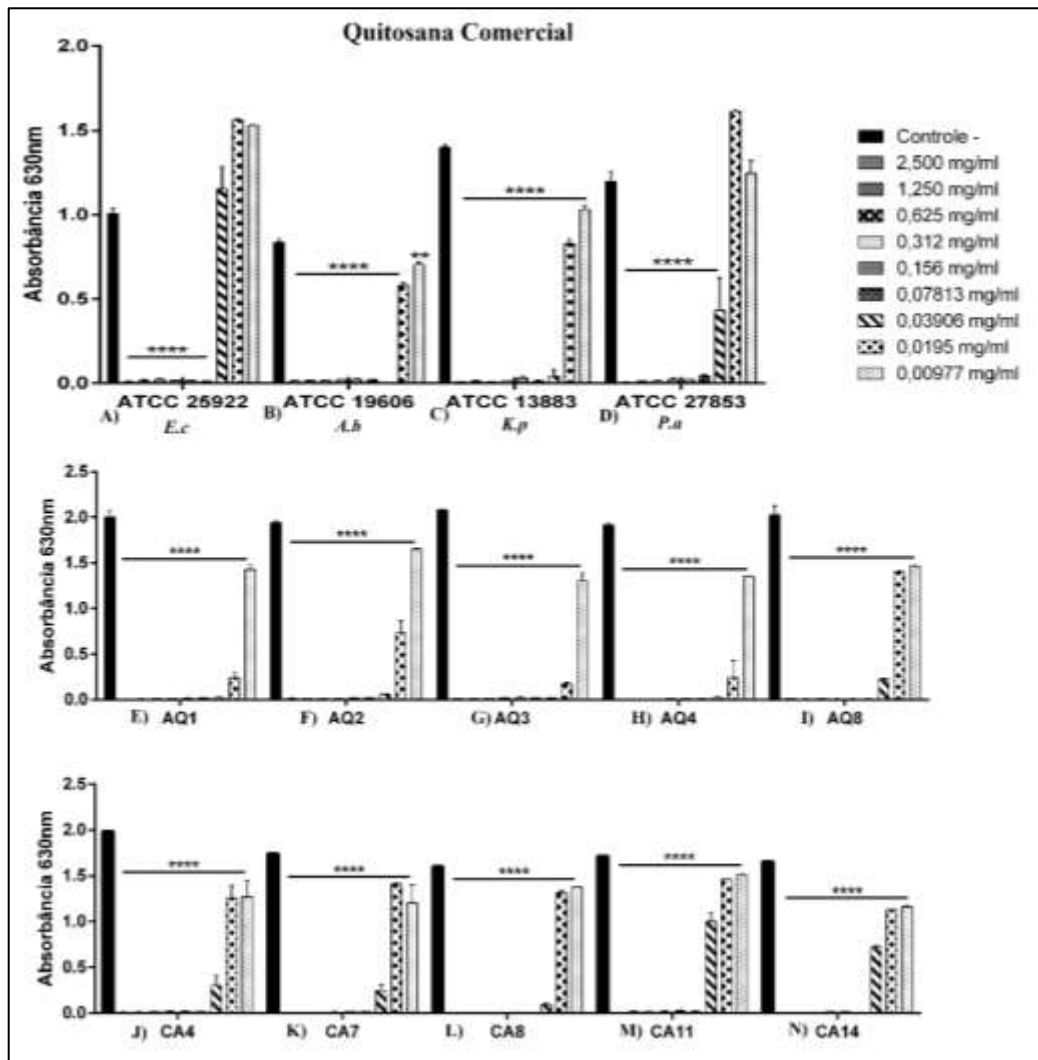 Quitosana Comercial
Absorbância 630nm
2.0
1.5
1.0
0.5
0.0
****
****
**
****
****
A) ATCC 25922
E.c
B) ATCC 19606
A.b
C) ATCC 13883
K.p
D) ATCC 27853
P.a
Controle -
2,500 mg/ml
1,250 mg/ml
0,625 mg/ml
0,312 mg/ml
0,156 mg/ml
0,07813 mg/ml
0,03906 mg/ml
0,0195 mg/ml
0,00977 mg/ml
Absorbância 630nm
2.5
2.0
1.5
1.0
0.5
0.0
****
****
****
****
****
E) AQ1
F) AQ2
G) AQ3
H) AQ4
I) AQ8
Absorbância 630nm
2.5
2.0
1.5
1.0
0.5
0.0
****
****
****
****
****
J) CA4
K) CA7
L) CA8
M) CA11
N) CA14